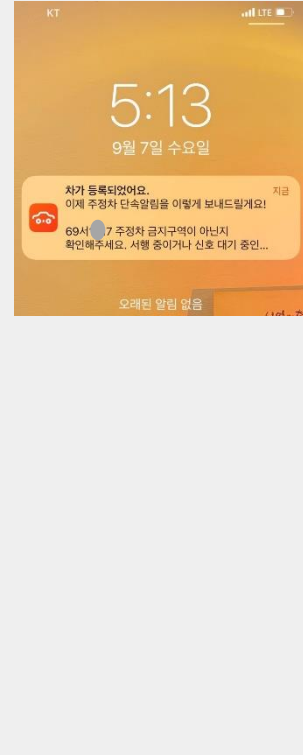 KT
LTE
5:13
9월 7일 수요일
차가 등록되었어요.
지금
이제 주정차 단속알림을 이렇게 보내드릴게요!
69서 7 주정차 금지구역이 아닌지
확인해주세요. 서행 중이거나 신호 대기 중인...
오래된 알림 없음